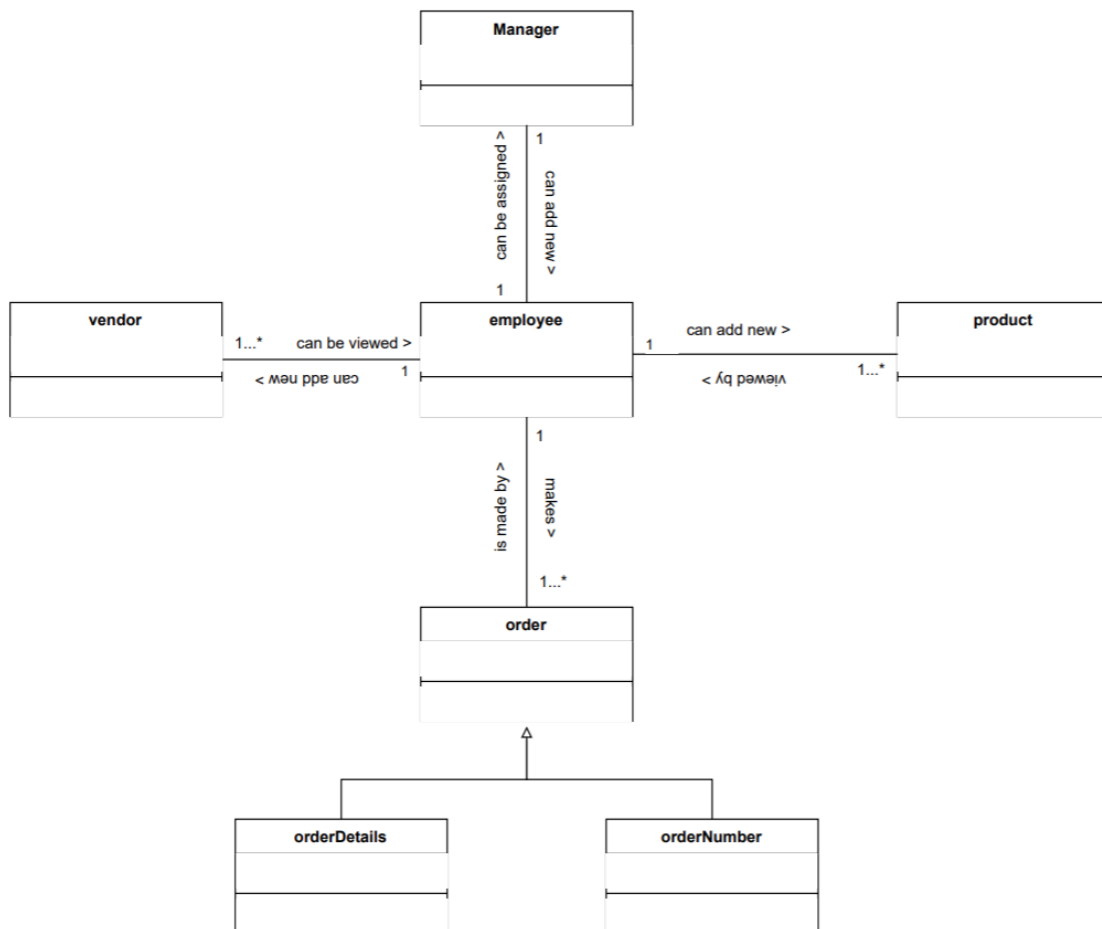 Manager
1
can be assigned >
can add new >
1
vendor
employee
product
1...*
can be viewed >
can add new >
1
1
can add new >
viewed by >
1...*
1
is made by >
makes >
1...*
order
orderDetails
orderNumber